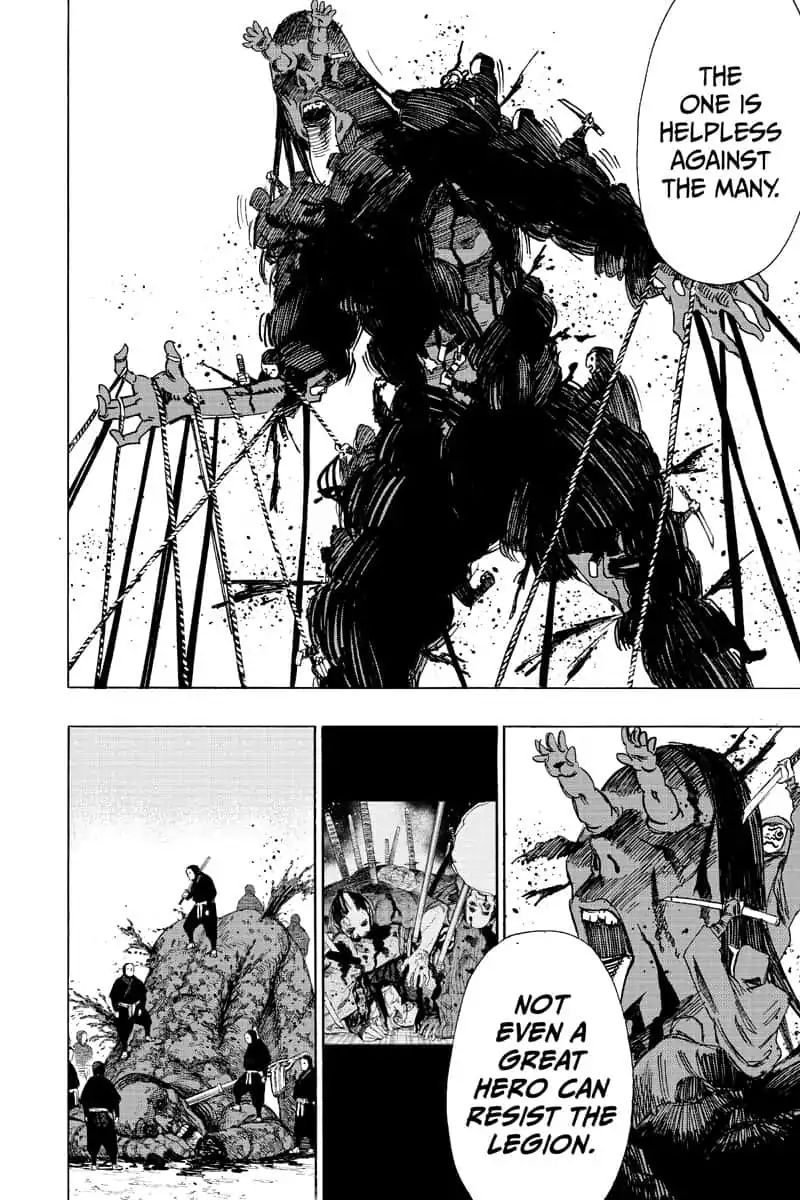 THE
ONE IS
HELPLESS
AGAINST
THE MANY.
NOT
EVEN A
GREAT
HERO CAN
RESIST THE
LEGION.